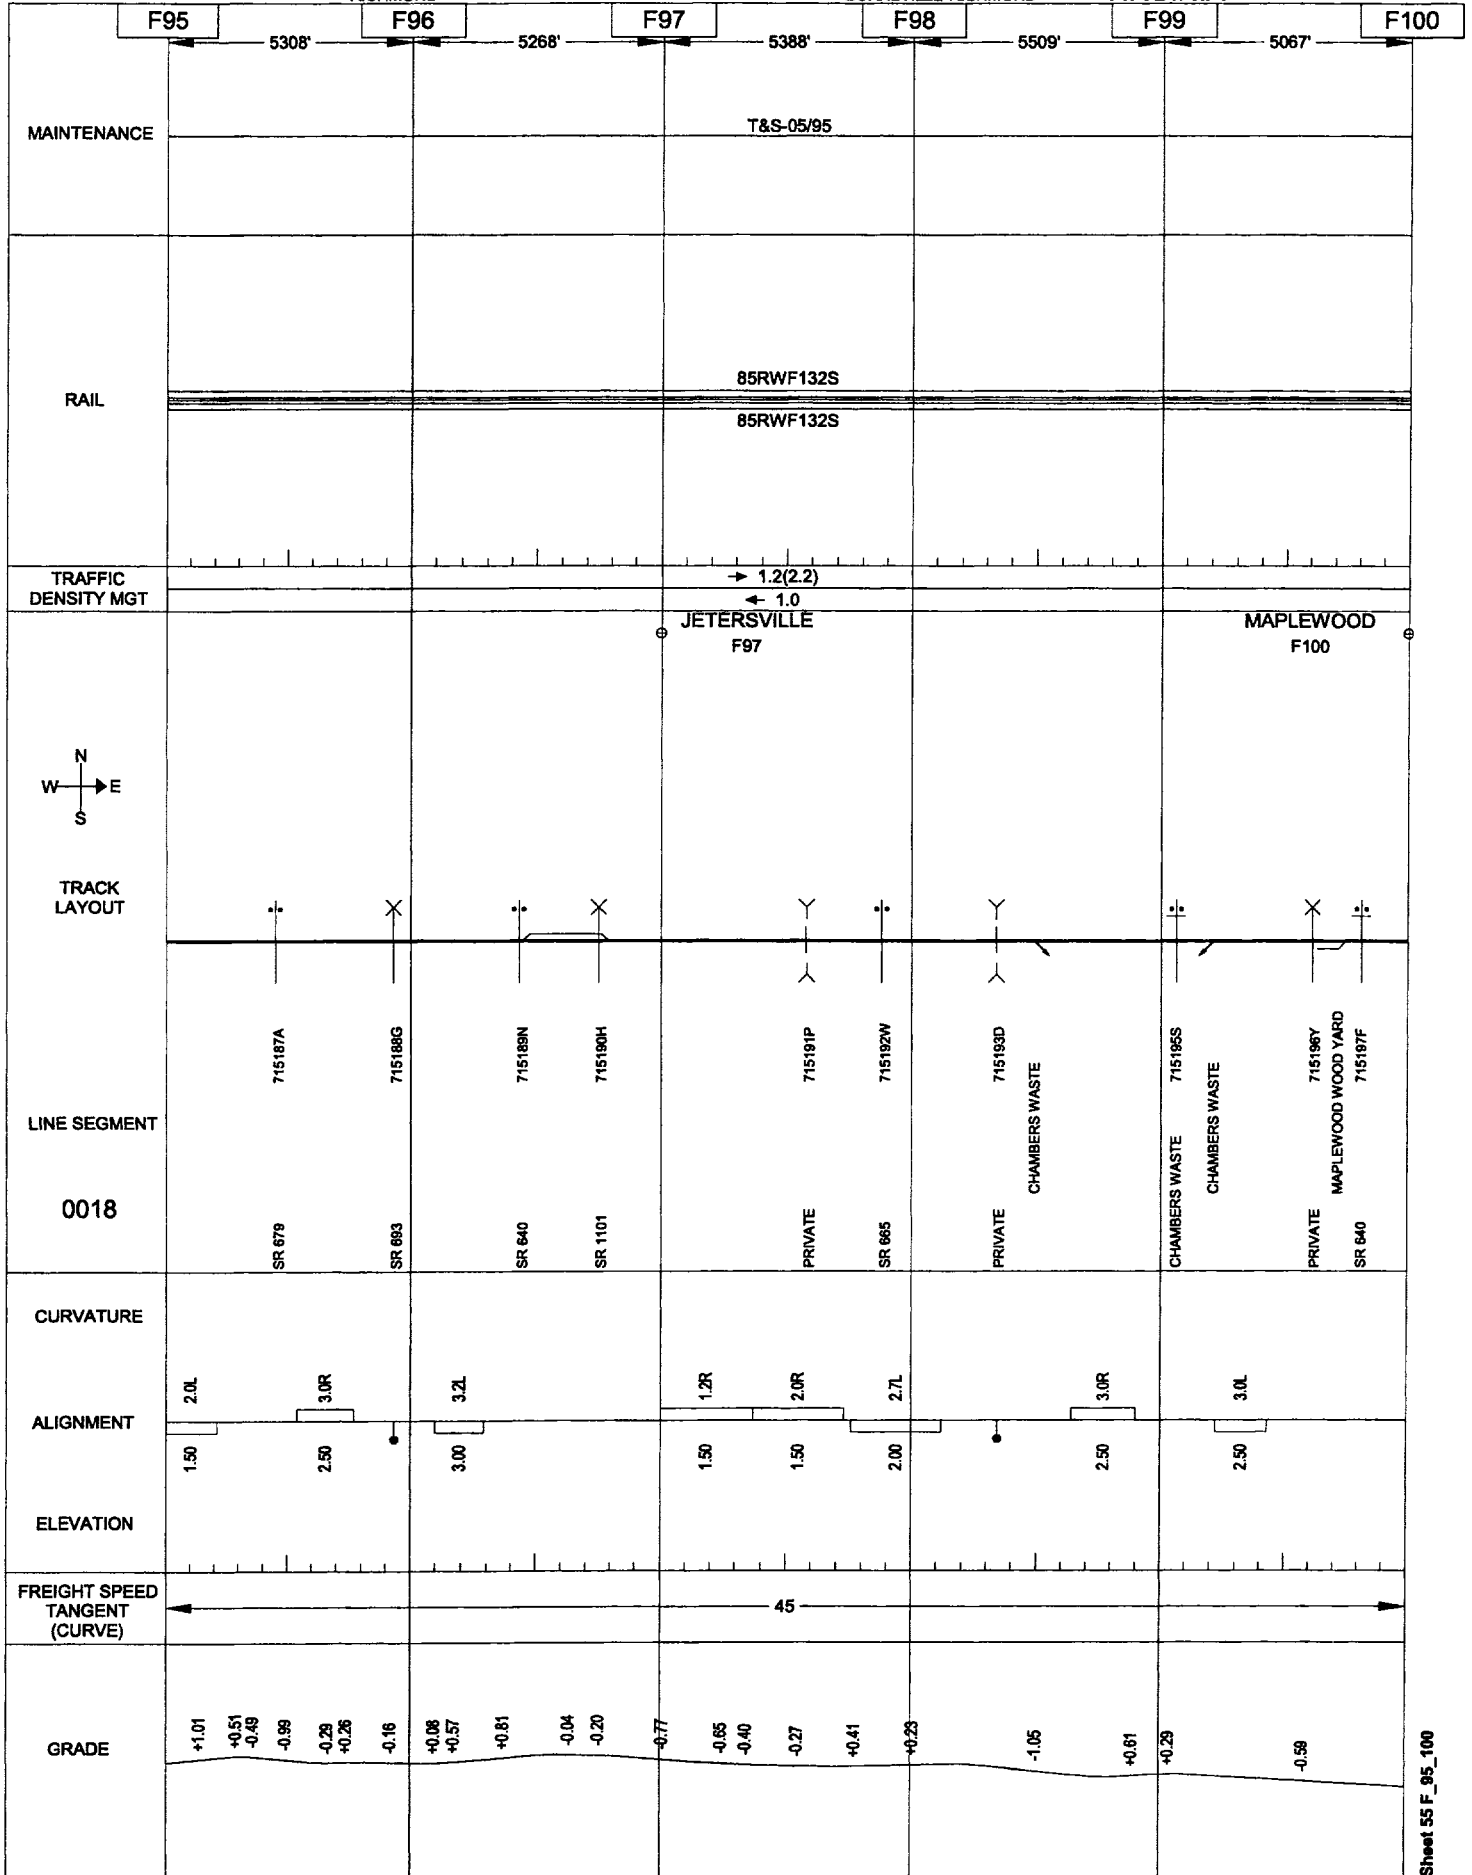 F95 F96 F97 F98 F99 F100
5308' 5268' 5388' 5509' 5067'
MAINTENANCE
T&S-05/95
RAIL
85RWF132S
85RWF132S
TRAFFIC
DENSITY MGT
1.2(2.2)
1.0
JETERSVILLE
F97
MAPLEWOOD
F100
N
W E
S
TRACK
LAYOUT
LINE SEGMENT
0018
715187A
SR 679
715188G
SR 693
715189N
SR 640
715190H
SR 1101
715191P
PRIVATE
715192W
SR 665
715193D
PRIVATE
CHAMBERS WASTE
715195S
CHAMBERS WASTE
CHAMBERS WASTE
715196Y
PRIVATE
MAPLEWOOD WOOD YARD
715197F
SR 640
CURVATURE
2.0L 3.0R 3.2L 1.2R 2.0R 2.7L 3.0R 3.0L
ALIGNMENT
1.50 2.50 3.00 1.50 1.50 2.00 2.50 2.50
ELEVATION
FREIGHT SPEED
TANGENT
(CURVE)
45
GRADE
+1.01 +0.51 -0.49 -0.99 -0.29 +0.26 -0.16 +0.08 +0.57 +0.81 -0.04 -0.20 -0.77 -0.65 -0.40 -0.27 +0.41 +0.23 -1.05 +0.61 +0.29 -0.59
Sheet 55 F_95_100